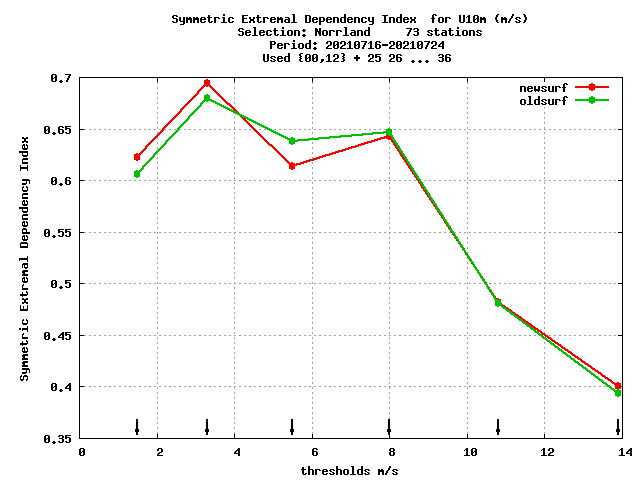 Symmetric Extremal Dependency Index  for U10m (m/s)
Selection: Norrland     73 stations
Period: 20210716-20210724
Used {00,12} + 25 26 ... 36
newsurf
oldsurf
Symmetric Extremal Dependency Index
0.7
0.65
0.6
0.55
0.5
0.45
0.4
0.35
0 2 4 6 8 10 12 14
thresholds m/s